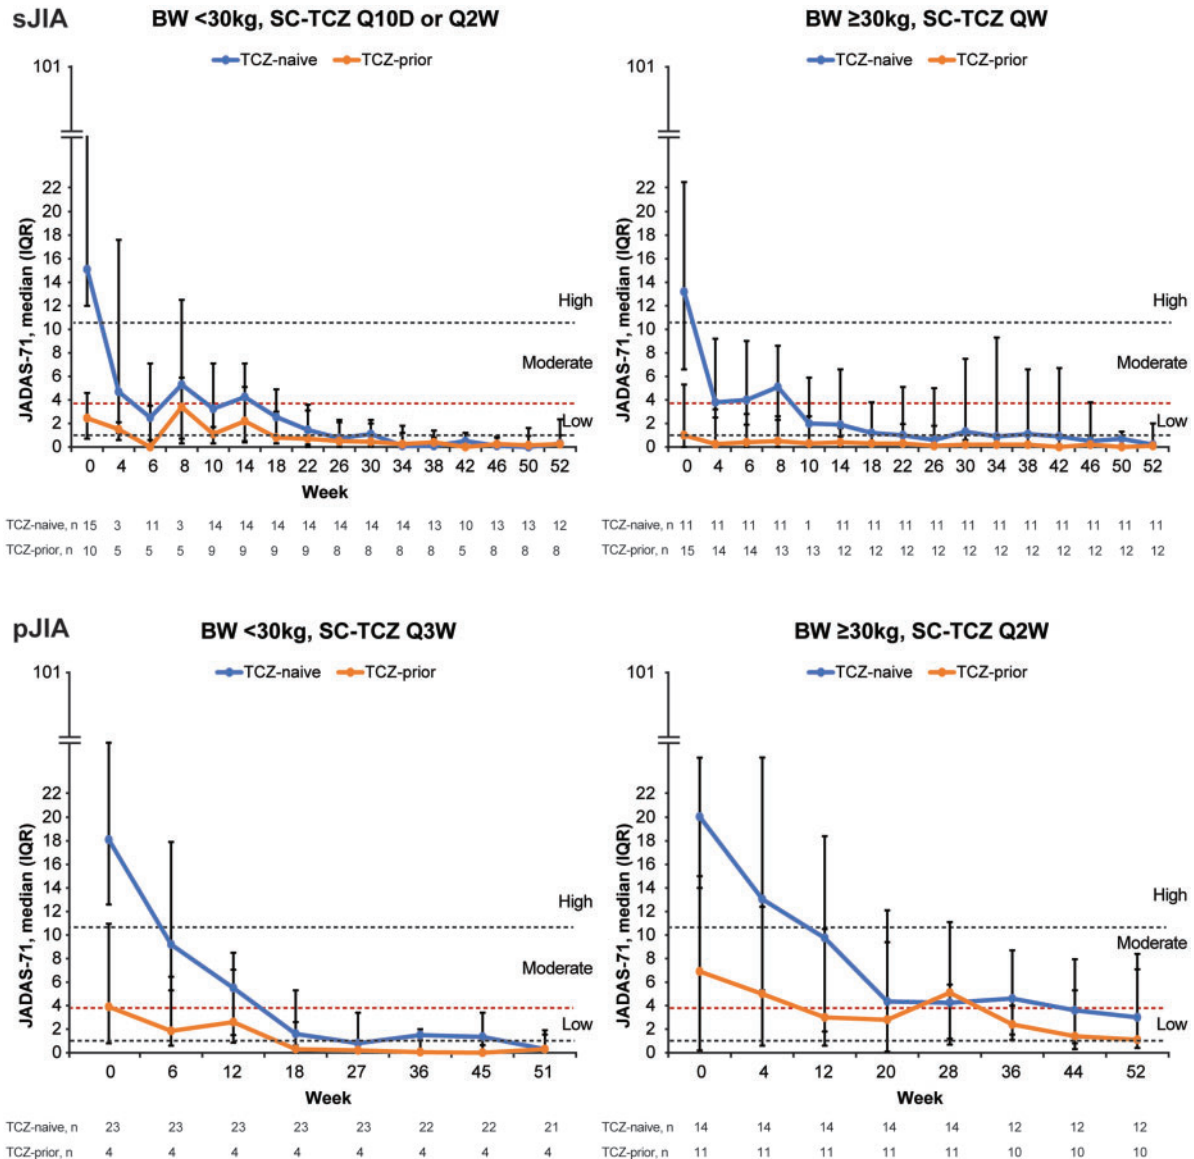 sJIA
BW <30kg, SC-TCZ Q10D or Q2W
TCZ-naive TCZ-prior
JADAS-71, median (IQR)
101
22
20
18
16
14
12
10
8
6
4
2
0
High
Moderate
Low
0 4 6 8 10 14 18 22 26 30 34 38 42 46 50 52
Week
TCZ-naive, n 15 3 11 3 14 14 14 14 14 14 14 13 10 13 13 12
TCZ-prior, n 10 5 5 5 9 9 9 9 8 8 8 8 5 8 8 8
BW ≥30kg, SC-TCZ QW
TCZ-naive TCZ-prior
JADAS-71, median (IQR)
101
22
20
18
16
14
12
10
8
6
4
2
0
High
Moderate
Low
0 4 6 8 10 14 18 22 26 30 34 38 42 46 50 52
Week
TCZ-naive, n 11 11 11 11 1 11 11 11 11 11 11 11 11 11 11 11
TCZ-prior, n 15 14 14 13 13 12 12 12 12 12 12 12 12 12 12 12
pJIA
BW <30kg, SC-TCZ Q3W
TCZ-naive TCZ-prior
JADAS-71, median (IQR)
101
22
20
18
16
14
12
10
8
6
4
2
0
High
Moderate
Low
0 6 12 18 27 36 45 51
Week
TCZ-naive, n 23 23 23 23 23 22 22 21
TCZ-prior, n 4 4 4 4 4 4 4 4
BW ≥30kg, SC-TCZ Q2W
TCZ-naive TCZ-prior
JADAS-71, median (IQR)
101
22
20
18
16
14
12
10
8
6
4
2
0
High
Moderate
Low
0 4 12 20 28 36 44 52
Week
TCZ-naive, n 14 14 14 14 14 12 12 12
TCZ-prior, n 11 11 11 11 11 10 10 10